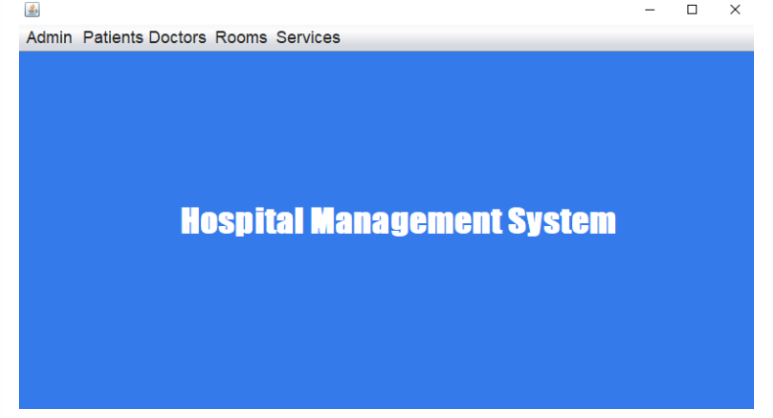 Admin Patients Doctors Rooms Services
Hospital Management System